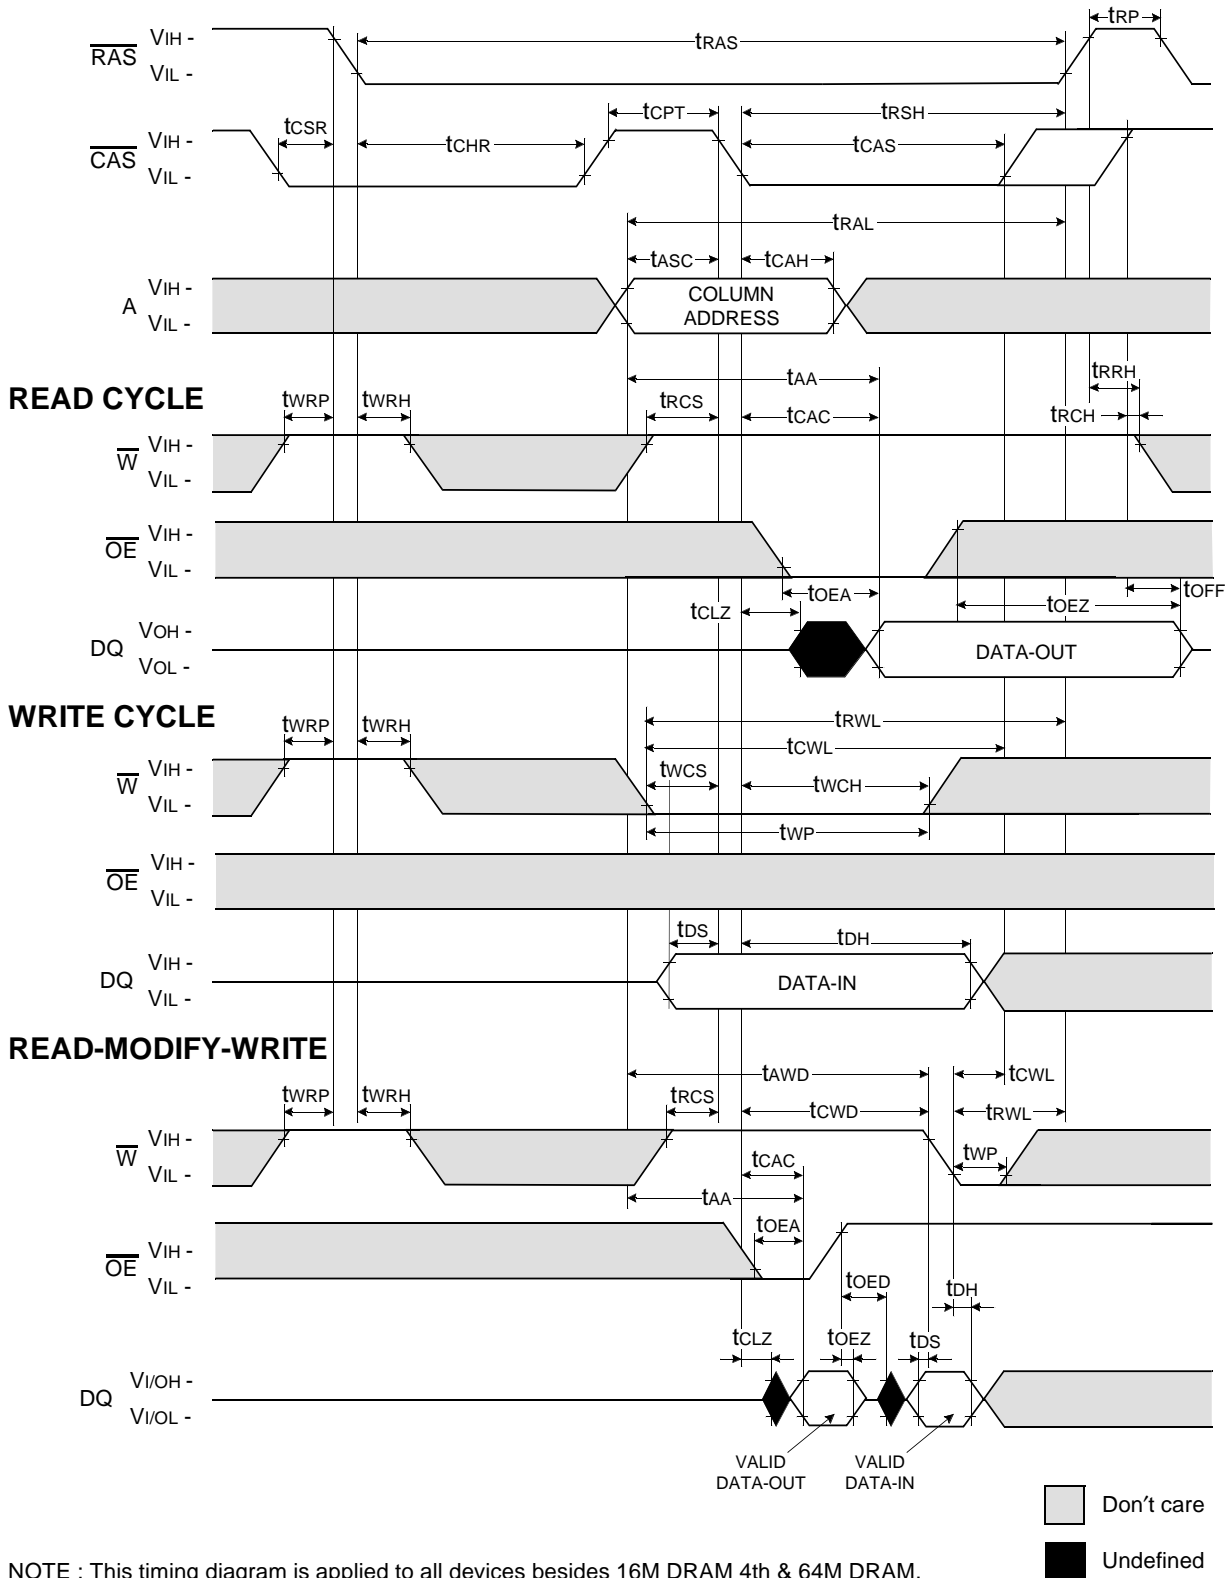 tRP
RAS VIH -
VIL -
tRAS
tCSR tCPT tRSH
CAS VIH -
VIL -
tCHR tCAS
tRAL
tASC tCAH
A VIH -
VIL -
COLUMN
ADDRESS
READ CYCLE
tAA tRRH
tWRP tWRH tRCS tCAC tRCH
W VIH -
VIL -
OE VIH -
VIL -
tOEA tOFF
tCLZ tOEZ
DQ VOH -
VOL -
DATA-OUT
WRITE CYCLE
tWRP tWRH tRWL
tCWL
W VIH -
VIL -
tWCS tWCH
tWP
OE VIH -
VIL -
tDS tDH
DQ VIH -
VIL -
DATA-IN
READ-MODIFY-WRITE
tAWD tCWL
tWRP tWRH tRCS tCWD tRWL
W VIH -
VIL -
tCAC tWP
tAA
OE VIH -
VIL -
tOEA
tOED tDH
tCLZ tOEZ tDS
DQ VI/OH -
VI/OL -
VALID
DATA-OUT
VALID
DATA-IN
Don′t care
Undefined
NOTE : This timing diagram is applied to all devices besides 16M DRAM 4th & 64M DRAM.